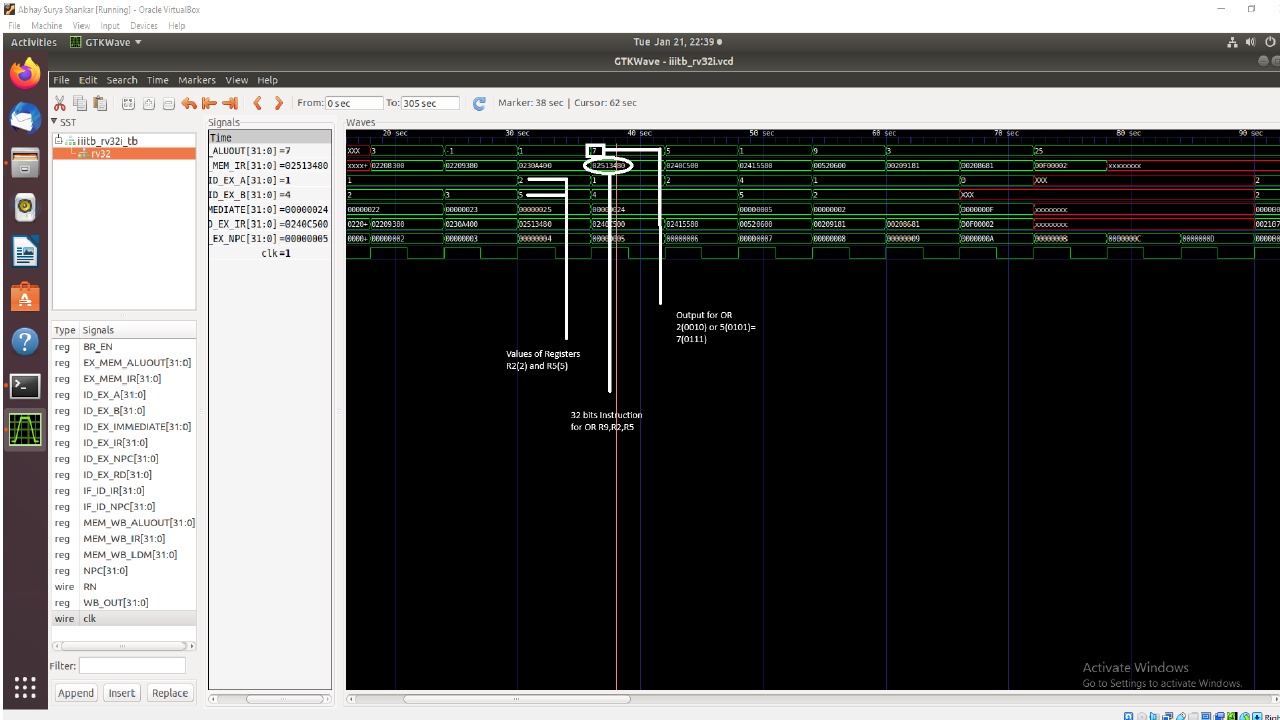 Abhay Surya Shankar [Running] - Oracle VirtualBox
File Machine View Input Devices Help
Activities GTKWave Tue Jan 21, 22:39
GTKWave - iiitb_rv32i.vcd
File Edit Search Time Markers View Help
From: 0 sec To: 305 sec Marker: 38 sec | Cursor: 62 sec
SST
iiitb_rv32i_tb
rv32
Type Signals
reg BR_EN
reg EX_MEM_ALUOUT[31:0]
reg EX_MEM_IR[31:0]
reg ID_EX_A[31:0]
reg ID_EX_B[31:0]
reg ID_EX_IMMEDIATE[31:0]
reg ID_EX_IR[31:0]
reg ID_EX_NPC[31:0]
reg ID_EX_RD[31:0]
reg IF_ID_IR[31:0]
reg IF_ID_NPC[31:0]
reg MEM_WB_ALUOUT[31:0]
reg MEM_WB_IR[31:0]
reg MEM_WB_LDM[31:0]
reg NPC[31:0]
wire RN
reg WB_OUT[31:0]
wire clk
Filter:
Append Insert Replace
Signals
Time
_ALUOUT[31:0]=7
_MEM_IR[31:0]=02513480
ID_EX_A[31:0]=1
ID_EX_B[31:0]=4
MEDIATE[31:0]=00000024
D_EX_IR[31:0]=0240C500
_EX_NPC[31:0]=00000005
clk=1
Waves
20 sec 30 sec 40 sec 50 sec 60 sec 70 sec 80 sec 90 sec
XXX 3 -1 1 7 5 1 9 3 25
xxxx+ 02208300 02209380 0230A400 02513480 0240C500 02415580 00520600 00209181 00208681 00F00002 xxxxxxxx
1 2 1 2 4 1 0 XXX 2
2 3 5 4 5 2 XXX 2
00000022 00000023 00000025 00000024 00000005 00000002 0000000F xxxxxxxx 000000+
0220+ 02209380 0230A400 02513480 0240C500 02415580 00520600 00209181 00208681 00F00002 xxxxxxxx 002107
0000+ 00000002 00000003 00000004 00000005 00000006 00000007 00000008 00000009 0000000A 0000000B 0000000C 0000000D 000000
Output for OR
2(0010) or 5(0101)=
7(0111)
Values of Registers
R2(2) and R5(5)
32 bits Instruction
for OR R9,R2,R5
Activate Windows
Go to Settings to activate Windows.